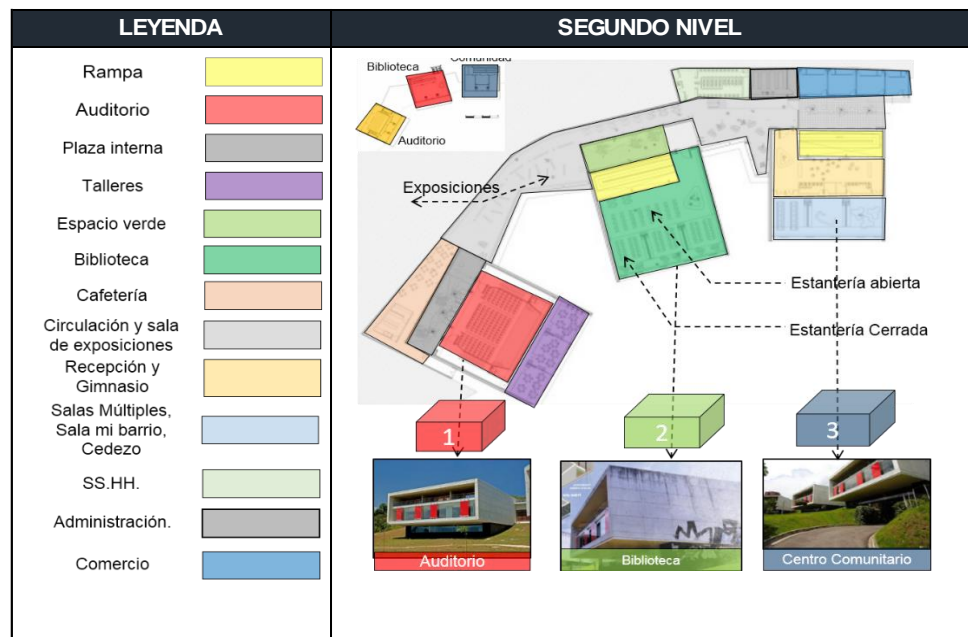 LEYENDA
SEGUNDO NIVEL
Rampa
Auditorio
Plaza interna
Talleres
Espacio verde
Biblioteca
Cafetería
Circulación y sala
de exposiciones
Recepción y
Gimnasio
Salas Múltiples,
Sala mi barrio,
Cedezo
SS.HH.
Administración.
Comercio
Comunidad
Biblioteca
Auditorio
Exposiciones
Estantería abierta
Estantería Cerrada
1
2
3
Auditorio
Biblioteca
Centro Comunitario